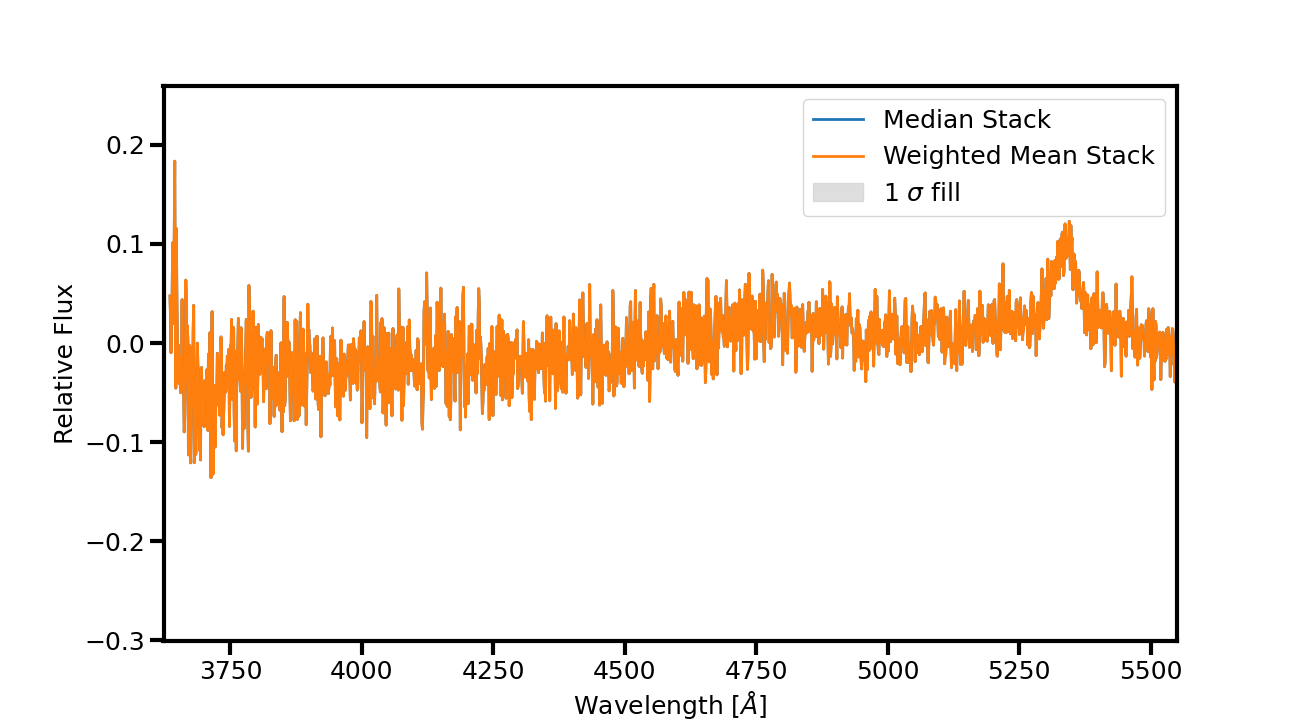 Median Stack
Weighted Mean Stack
1 σ fill
0.2
0.1
0.0
−0.1
−0.2
−0.3
Relative Flux
3750 4000 4250 4500 4750 5000 5250 5500
Wavelength [Å]